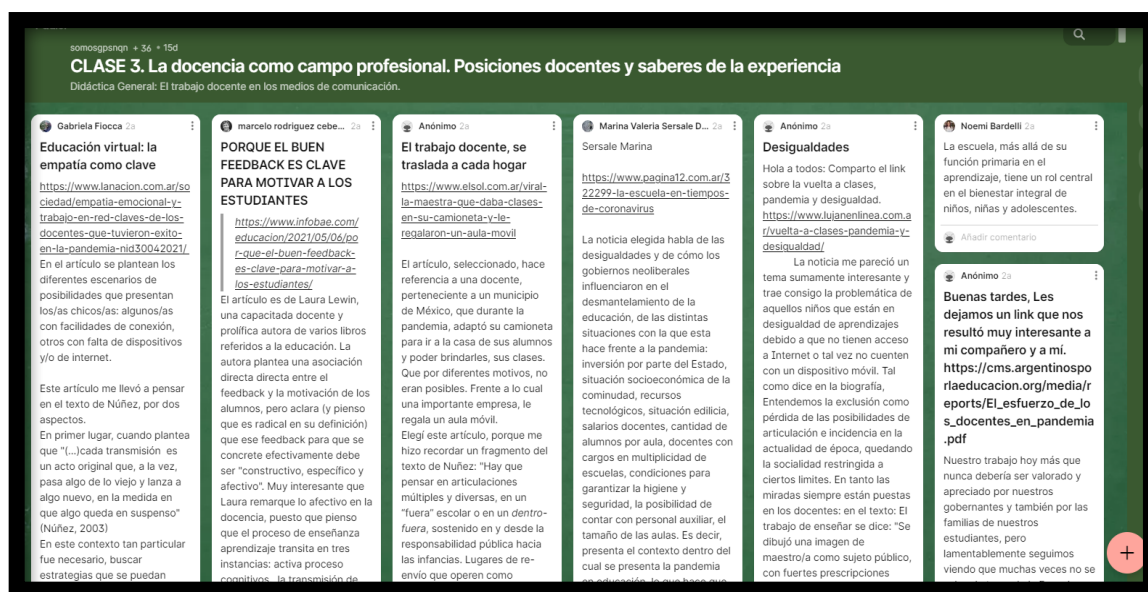 somosgpsnqn + 36 • 15d
CLASE 3. La docencia como campo profesional. Posiciones docentes y saberes de la experiencia
Didáctica General: El trabajo docente en los medios de comunicación.
Gabriela Fiocca 2a
Educación virtual: la
empatía como clave
https://www.lanacion.com.ar/so
ciedad/empatia-emocional-y-
trabajo-en-red-claves-de-los-
docentes-que-tuvieron-exito-
en-la-pandemia-nid30042021/
En el artículo se plantean los
diferentes escenarios de
posibilidades que presentan
los/as chicos/as: algunos/as
con facilidades de conexión,
otros con falta de dispositivos
y/o de internet.
Este artículo me llevó a pensar
en el texto de Núñez, por dos
aspectos.
En primer lugar, cuando plantea
que "(...)cada transmisión es
un acto original que, a la vez,
pasa algo de lo viejo y lanza a
algo nuevo, en la medida en
que algo queda en suspenso"
(Núñez, 2003)
En este contexto tan particular
fue necesario, buscar
estrategias que se puedan
marcelo rodriguez cebe... 2a
PORQUE EL BUEN
FEEDBACK ES CLAVE
PARA MOTIVAR A LOS
ESTUDIANTES
https://www.infobae.com/
educacion/2021/05/06/po
r-que-el-buen-feedback-
es-clave-para-motivar-a-
los-estudiantes/
El artículo es de Laura Lewin,
una capacitada docente y
prolífica autora de varios libros
referidos a la educación. La
autora plantea una asociación
directa directa entre el
feedback y la motivación de los
alumnos, pero aclara (y pienso
que es radical en su definición)
que ese feedback para que se
concrete efectivamente debe
ser "constructivo, específico y
afectivo". Muy interesante que
Laura remarque lo afectivo en la
docencia, puesto que pienso
que el proceso de enseñanza
aprendizaje transita en tres
instancias: activa proceso
cognitivos , la transmisión de
Anónimo 2a
El trabajo docente, se
traslada a cada hogar
https://www.elsol.com.ar/viral-
la-maestra-que-daba-clases-
en-su-camioneta-y-le-
regalaron-un-aula-movil
El artículo, seleccionado, hace
referencia a una docente,
perteneciente a un municipio
de México, que durante la
pandemia, adaptó su camioneta
para ir a la casa de sus alumnos
y poder brindarles, sus clases.
Que por diferentes motivos, no
eran posibles. Frente a lo cual
una importante empresa, le
regala un aula móvil.
Elegí este artículo, porque me
hizo recordar un fragmento del
texto de Nuñez: "Hay que
pensar en articulaciones
múltiples y diversas, en un
"fuera" escolar o en un dentro-
fuera, sostenido en y desde la
responsabilidad pública hacia
las infancias. Lugares de re-
envío que operen como
Marina Valeria Sersale D... 2a
Sersale Marina
https://www.pagina12.com.ar/3
22299-la-escuela-en-tiempos-
de-coronavirus
La noticia elegida habla de las
desigualdades y de cómo los
gobiernos neoliberales
influenciaron en el
desmantelamiento de la
educación, de las distintas
situaciones con la que esta
hace frente a la pandemia:
inversión por parte del Estado,
situación socioeconómica de la
cominudad, recursos
tecnológicos, situación edilicia,
salarios docentes, cantidad de
alumnos por aula, docentes con
cargos en multiplicidad de
escuelas, condiciones para
garantizar la higiene y
seguridad, la posibilidad de
contar con personal auxiliar, el
tamaño de las aulas. Es decir,
presenta el contexto dentro del
cual se presenta la pandemia
en educación, lo que hace que
Anónimo 2a
Desigualdades
Hola a todos: Comparto el link
sobre la vuelta a clases,
pandemia y desigualdad.
https://www.lujanenlinea.com.a
r/vuelta-a-clases-pandemia-y-
desigualdad/
La noticia me pareció un
tema sumamente interesante y
trae consigo la problemática de
aquellos niños que están en
desigualdad de aprendizajes
debido a que no tienen acceso
a Internet o tal vez no cuenten
con un dispositivo móvil. Tal
como dice en la biografía,
Entendemos la exclusión como
pérdida de las posibilidades de
articulación e incidencia en la
actualidad de época, quedando
la socialidad restringida a
ciertos límites. En tanto las
miradas siempre están puestas
en los docentes: en el texto: El
trabajo de enseñar se dice: "Se
dibujó una imagen de
maestro/a como sujeto público,
con fuertes prescripciones
Noemi Bardelli 2a
La escuela, más allá de su
función primaria en el
aprendizaje, tiene un rol central
en el bienestar integral de
niños, niñas y adolescentes.
Añadir comentario
Anónimo 2a
Buenas tardes, Les
dejamos un link que nos
resultó muy interesante a
mi compañero y a mí.
https://cms.argentinospo
rlaeducacion.org/media/r
eports/El_esfuerzo_de_lo
s_docentes_en_pandemia
.pdf
Nuestro trabajo hoy más que
nunca debería ser valorado y
apreciado por nuestros
gobernantes y también por las
familias de nuestros
estudiantes, pero
lamentablemente seguimos
viendo que muchas veces no se